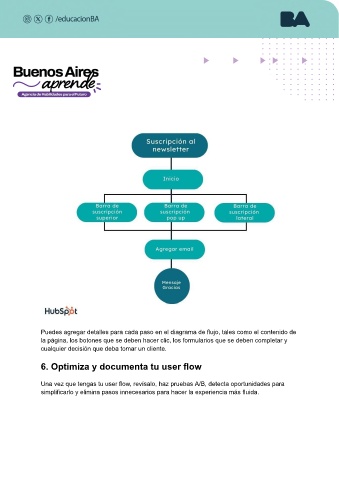 /educacionBA
BA
Buenos Aires
aprende
Agencia de Habilidades para el Futuro
Suscripción al
newsletter
Inicio
Barra de
suscripción
superior
Barra de
suscripción
pop-up
Barra de
suscripción
lateral
Agregar email
Mensaje
Gracias
HubSpot
Puedes agregar detalles para cada paso en el diagrama de flujo, tales como el contenido de
la página, los botones que se deben hacer clic, los formularios que se deben completar y
cualquier decisión que deba tomar un cliente.
6. Optimiza y documenta tu user flow
Una vez que tengas tu user flow, revisalo, haz pruebas A/B, detecta oportunidades para
simplificarlo y elimina pasos innecesarios para hacer la experiencia más fluida.